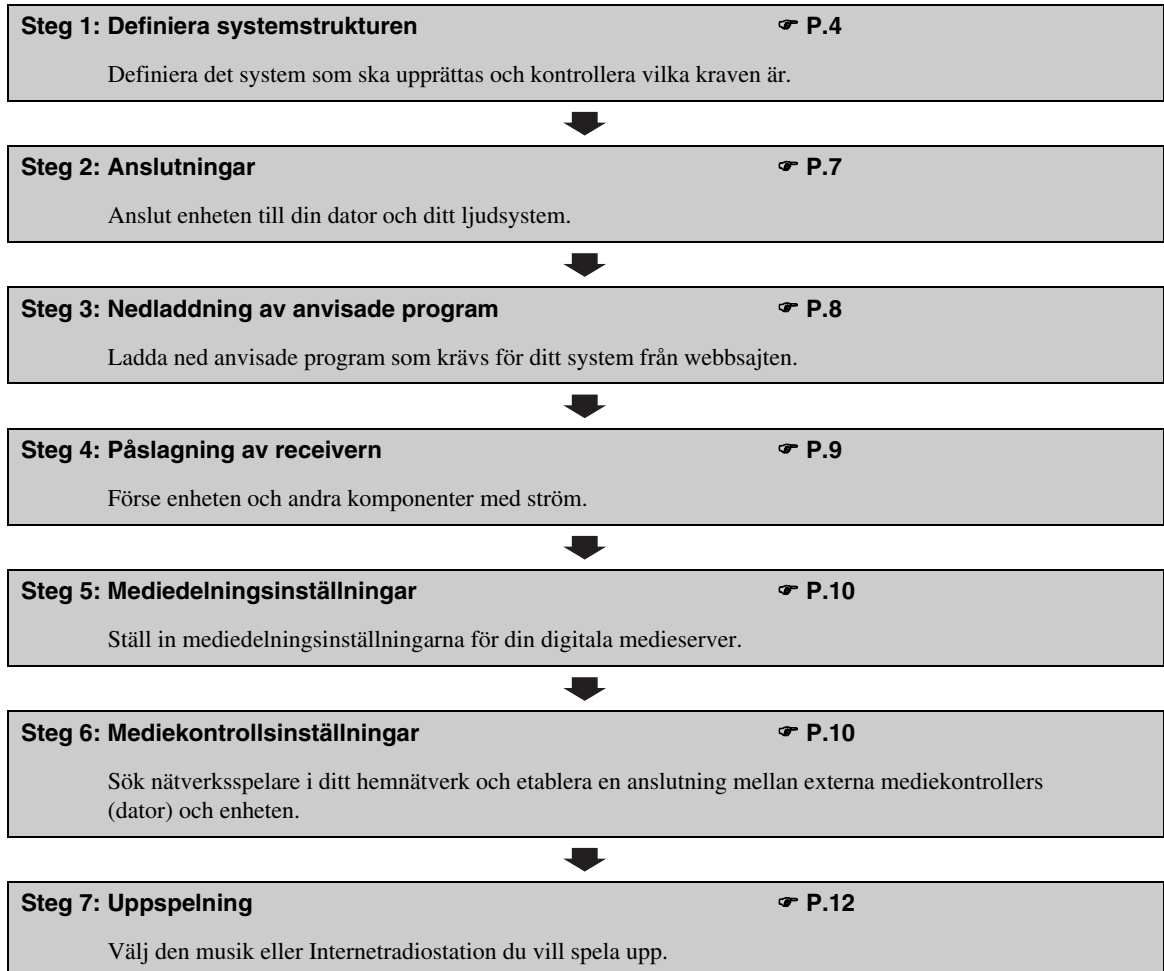 Steg 1: Definiera systemstrukturen ☞ P.4
Definiera det system som ska upprättas och kontrollera vilka kraven är.
Steg 2: Anslutningar ☞ P.7
Anslut enheten till din dator och ditt ljudsystem.
Steg 3: Nedladdning av anvisade program ☞ P.8
Ladda ned anvisade program som krävs för ditt system från webbsajten.
Steg 4: Påslagning av receivern ☞ P.9
Förse enheten och andra komponenter med ström.
Steg 5: Mediedelningsinställningar ☞ P.10
Ställ in mediedelningsinställningarna för din digitala medieserver.
Steg 6: Mediekontrollsinställningar ☞ P.10
Sök nätverksspelare i ditt hemnätverk och etablera en anslutning mellan externa mediekontrollers
(dator) och enheten.
Steg 7: Uppspelning ☞ P.12
Välj den musik eller Internetradiostation du vill spela upp.